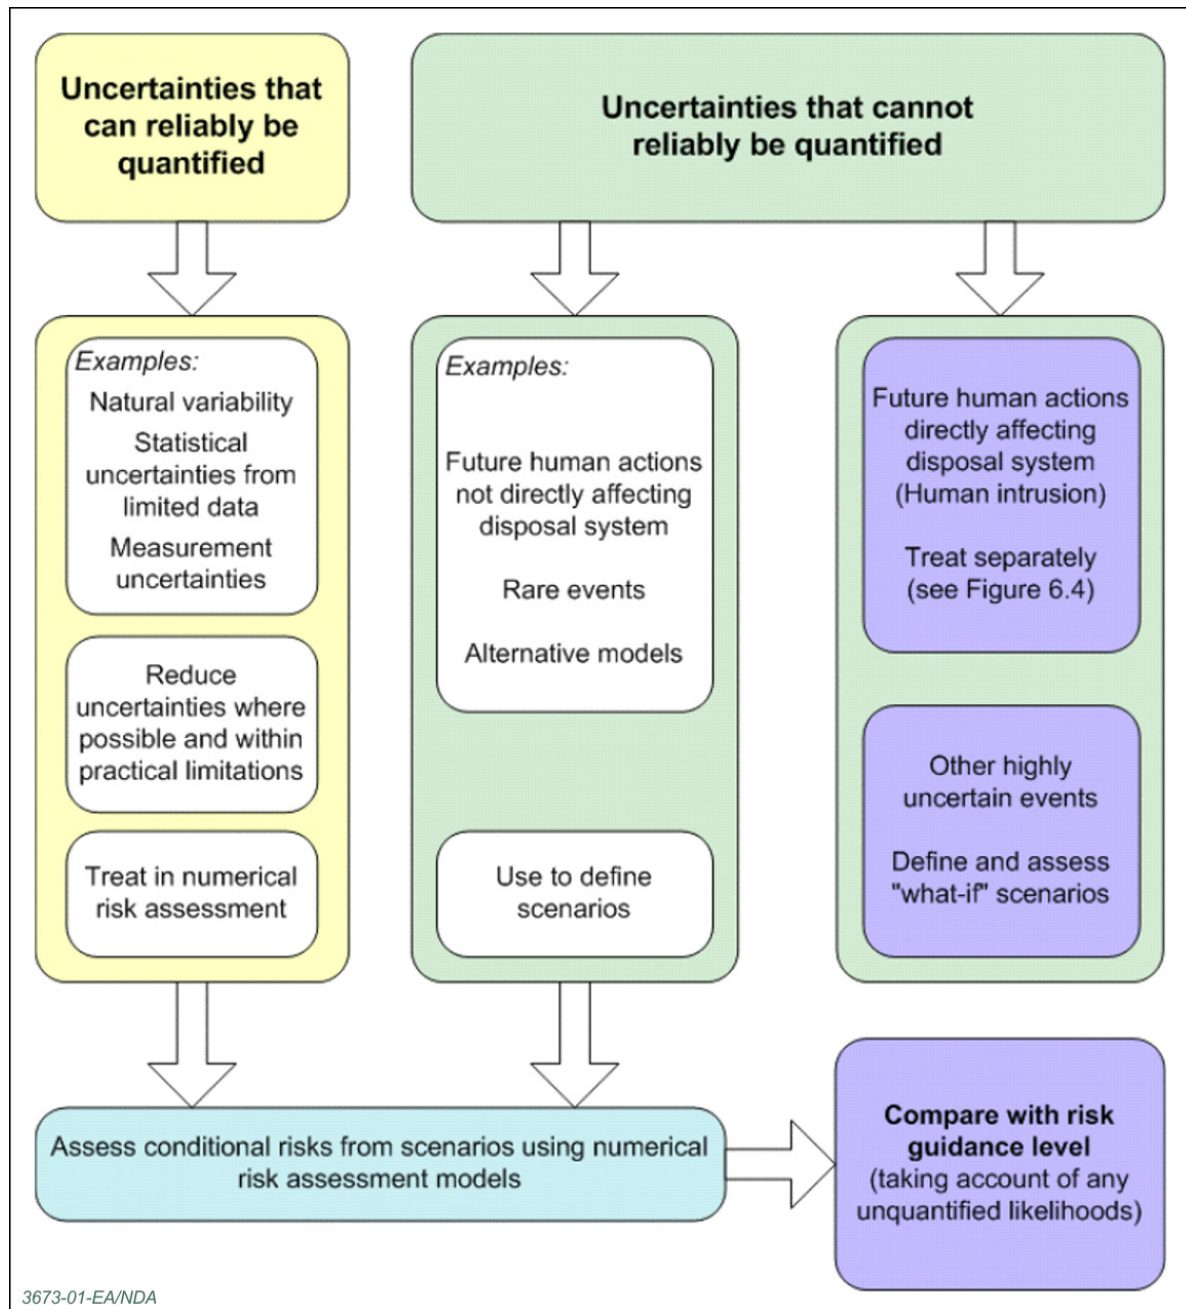 Uncertainties that
can reliably be
quantified
Uncertainties that cannot
reliably be quantified
Examples:
Natural variability
Statistical
uncertainties from
limited data
Measurement
uncertainties
Reduce
uncertainties where
possible and within
practical limitations
Treat in numerical
risk assessment
Examples:
Future human actions
not directly affecting
disposal system
Rare events
Alternative models
Use to define
scenarios
Future human actions
directly affecting
disposal system
(Human intrusion)
Treat separately
(see Figure 6.4)
Other highly
uncertain events
Define and assess
"what-if" scenarios
Assess conditional risks from scenarios using numerical
risk assessment models
Compare with risk
guidance level
(taking account of any
unquantified likelihoods)
3673-01-EA/NDA